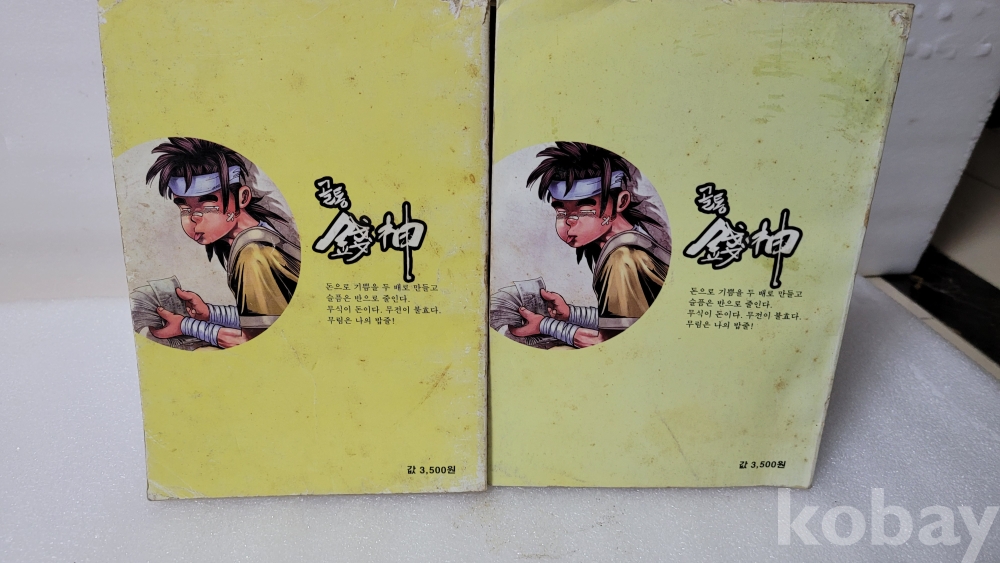 골통
錢神
돈으로 기쁨을 두 배로 만들고
슬픔은 반으로 줄인다.
무식이 돈이다. 무전이 불효다.
무림은 나의 밥줄!
값 3,500원
골통
錢神
돈으로 기쁨을 두 배로 만들고
슬픔은 반으로 줄인다.
무식이 돈이다. 무전이 불효다.
무림은 나의 밥줄!
값 3,500원
kobay